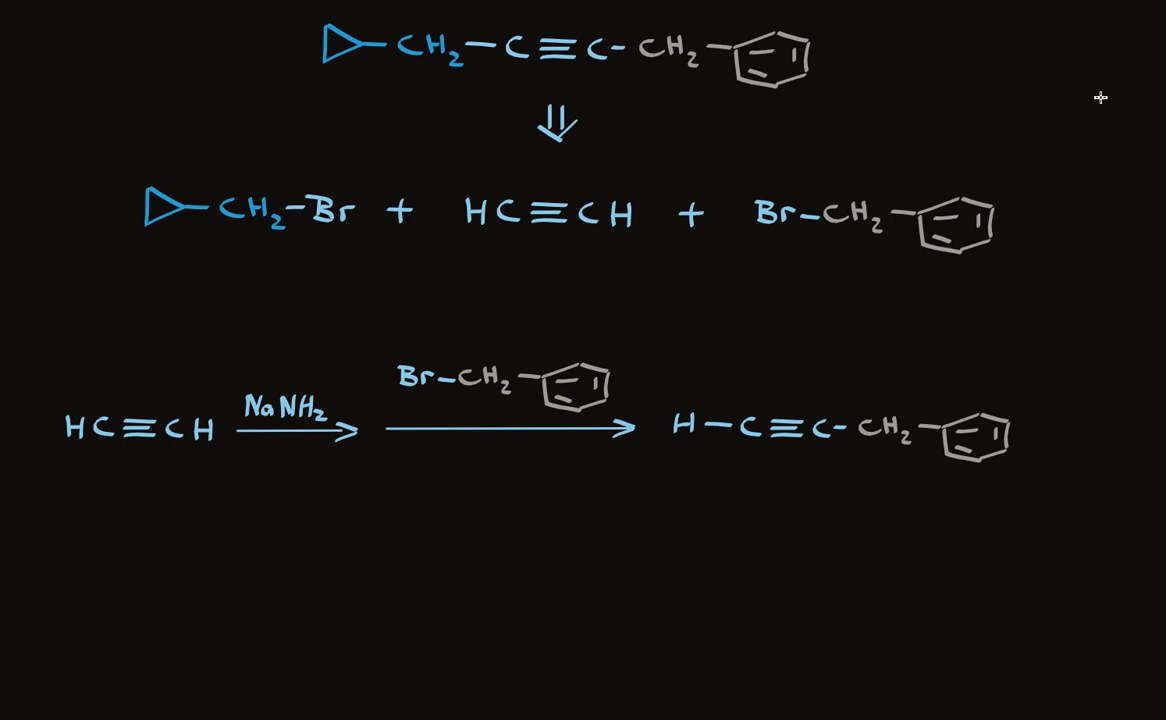 CH₂—C≡C-CH₂
CH₂-Br + HC≡CH + Br-CH₂
Br-CH₂
HC≡CH NaNH₂ H-C≡C-CH₂